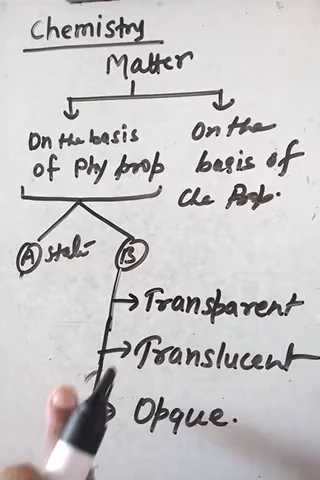 Chemistry
Matter
On the basis
of Phy prop
On the
basis of
Che Prop.
A State
B
Transparent
Translucent
Opque.